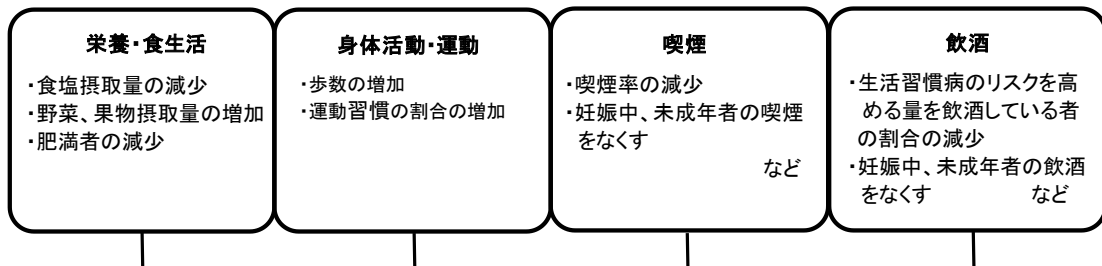 栄養・食生活
・食塩摂取量の減少
・野菜、果物摂取量の増加
・肥満者の減少
身体活動・運動
・歩数の増加
・運動習慣の割合の増加
喫煙
・喫煙率の減少
・妊娠中、未成年者の喫煙
をなくす
など
飲酒
・生活習慣病のリスクを高
める量を飲酒している者
の割合の減少
・妊娠中、未成年者の飲酒
をなくす　　　　など